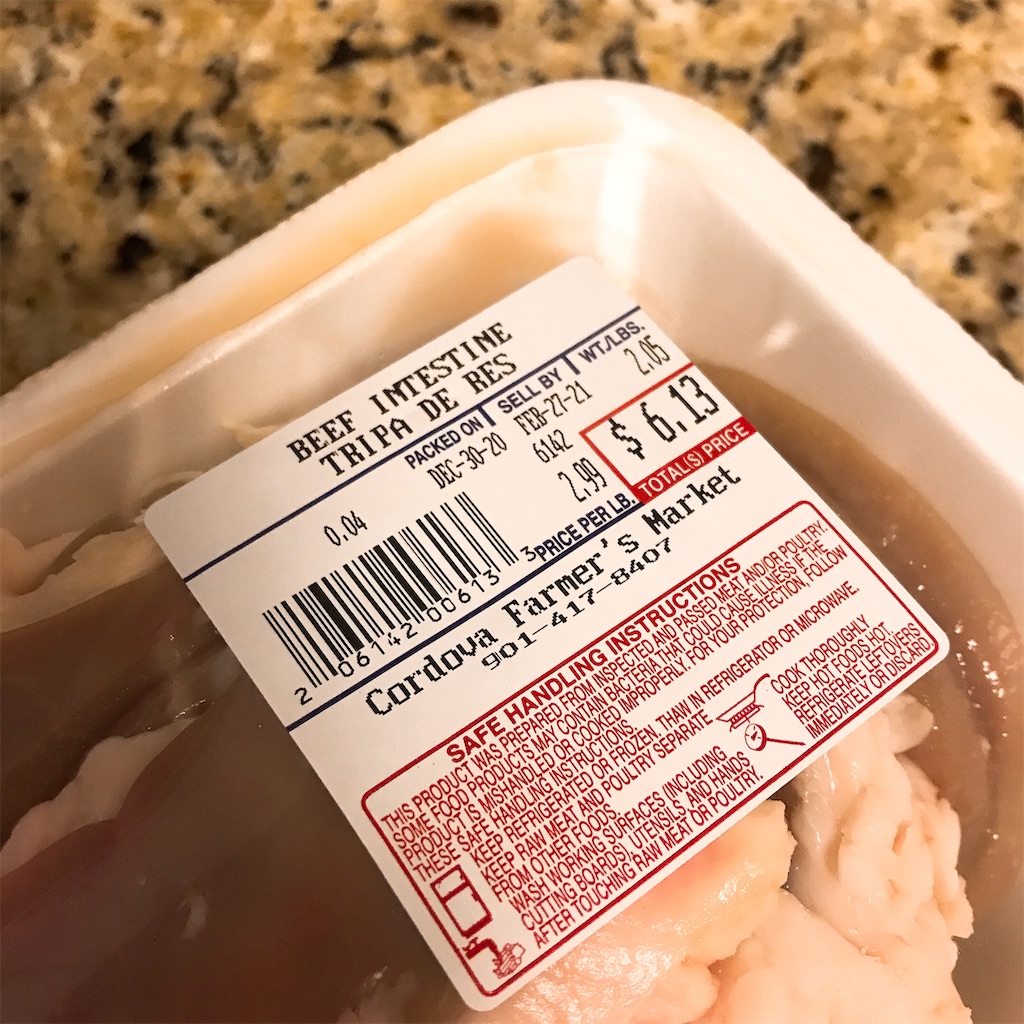 BEEF INTESTINE
TRIPA DE RES
PACKED ON SELL BY WT./LBS.
DEC-30-20 FEB-27-21 2.05
0.04 6142 $ 6.13
2.99 TOTAL(S) PRICE
PRICE PER LB.
2 06142 00613 3
Cordova Farmer's Market
901-417-8407
SAFE HANDLING INSTRUCTIONS
THIS PRODUCT WAS PREPARED FROM INSPECTED AND PASSED MEAT AND/OR POULTRY.
SOME FOOD PRODUCTS MAY CONTAIN BACTERIA THAT COULD CAUSE ILLNESS IF THE
PRODUCT IS MISHANDLED OR COOKED IMPROPERLY. FOR YOUR PROTECTION, FOLLOW
THESE SAFE HANDLING INSTRUCTIONS.
KEEP REFRIGERATED OR FROZEN. THAW IN REFRIGERATOR OR MICROWAVE.
KEEP RAW MEAT AND POULTRY SEPARATE
FROM OTHER FOODS.
WASH WORKING SURFACES (INCLUDING
CUTTING BOARDS), UTENSILS, AND HANDS
AFTER TOUCHING RAW MEAT OR POULTRY.
COOK THOROUGHLY
KEEP HOT FOODS HOT.
REFRIGERATE LEFTOVERS
IMMEDIATELY OR DISCARD